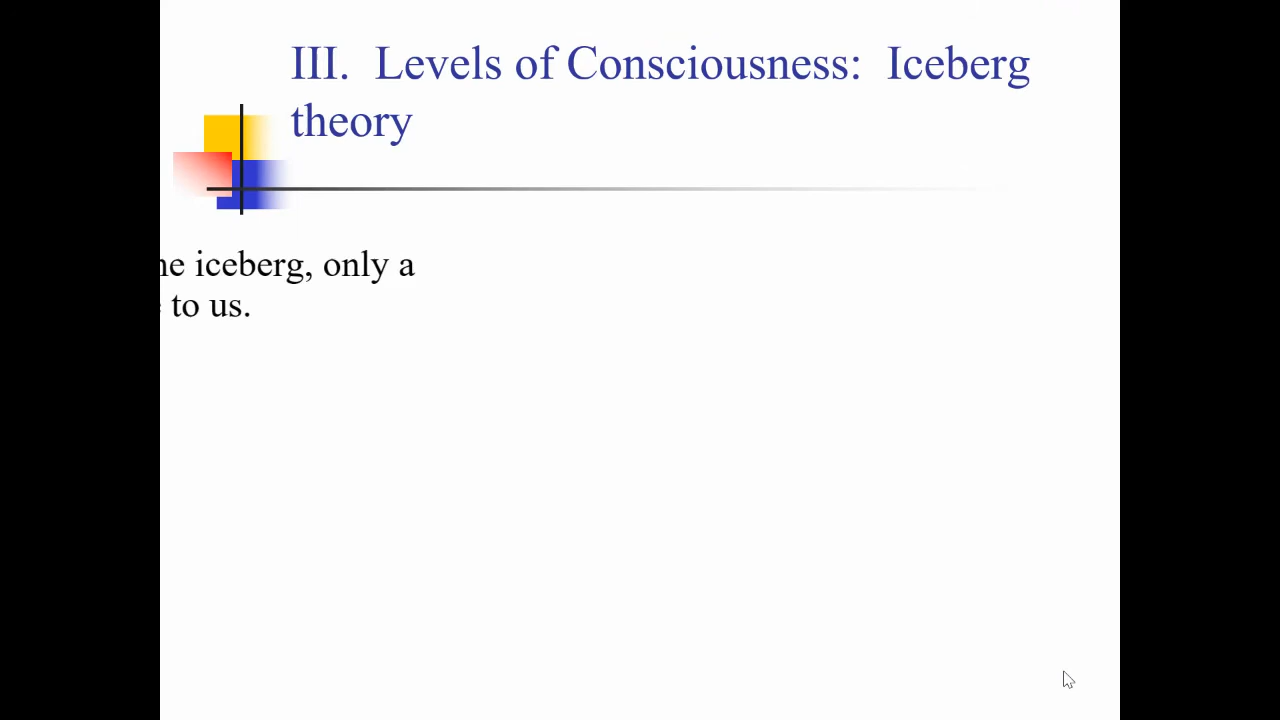 III. Levels of Consciousness: Iceberg
theory
iceberg, only a
to us.